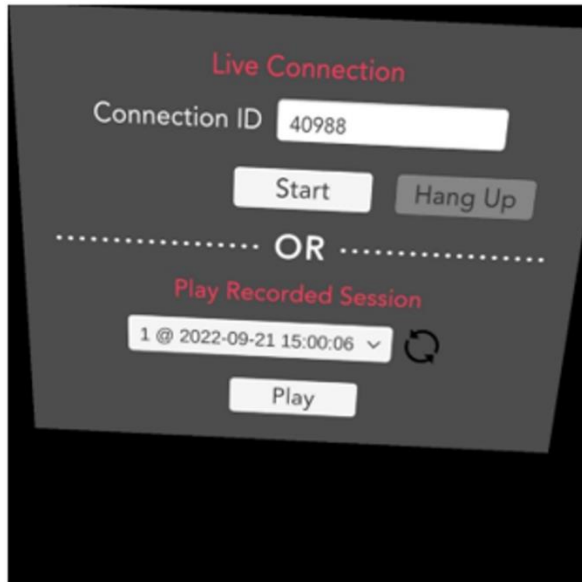 Live Connection
Connection ID 40988
Start Hang Up
OR
Play Recorded Session
1 @ 2022-09-21 15:00:06
Play